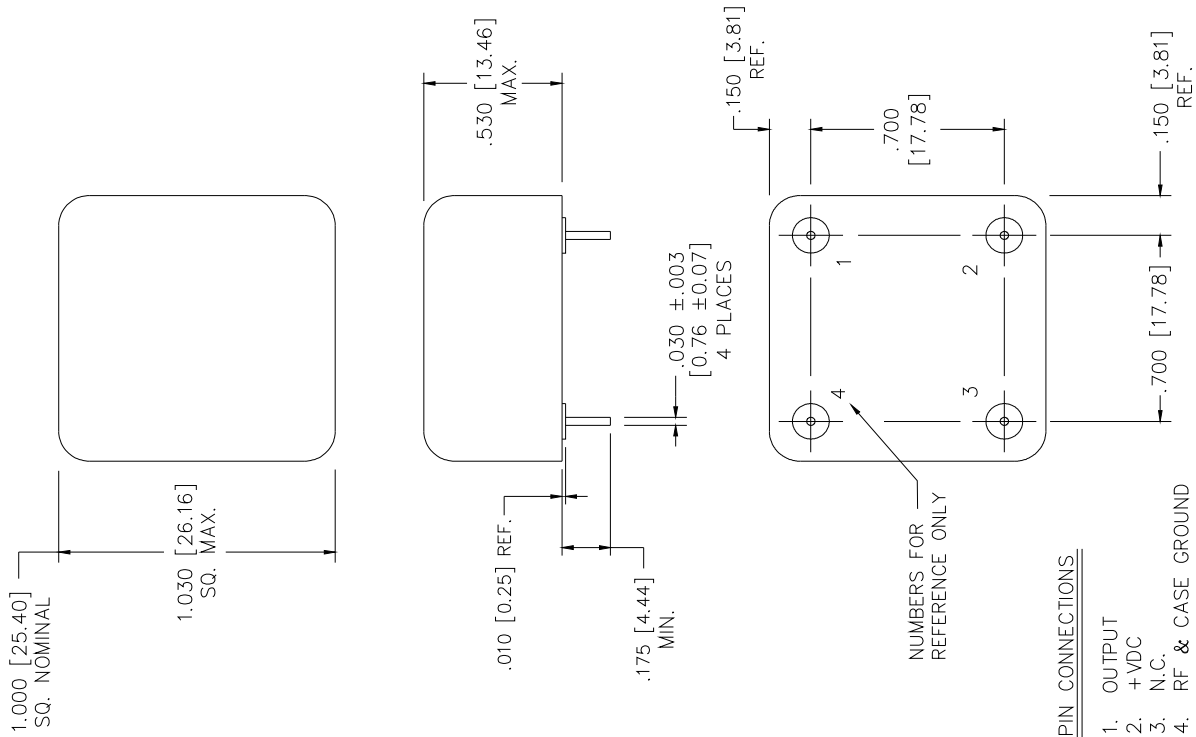 1.000 [25.40]
SQ. NOMINAL
1.030 [26.16]
SQ. MAX.
.530 [13.46]
MAX.
.010 [0.25] REF.
.175 [4.44]
MIN.
.030 ±.003
[0.76 ±0.07]
4 PLACES
.150 [3.81]
REF.
.700
[17.78]
.150 [3.81]
REF.
.700 [17.78]
1
2
3
4
NUMBERS FOR
REFERENCE ONLY
PIN CONNECTIONS
1. OUTPUT
2. +VDC
3. N.C.
4. RF & CASE GROUND